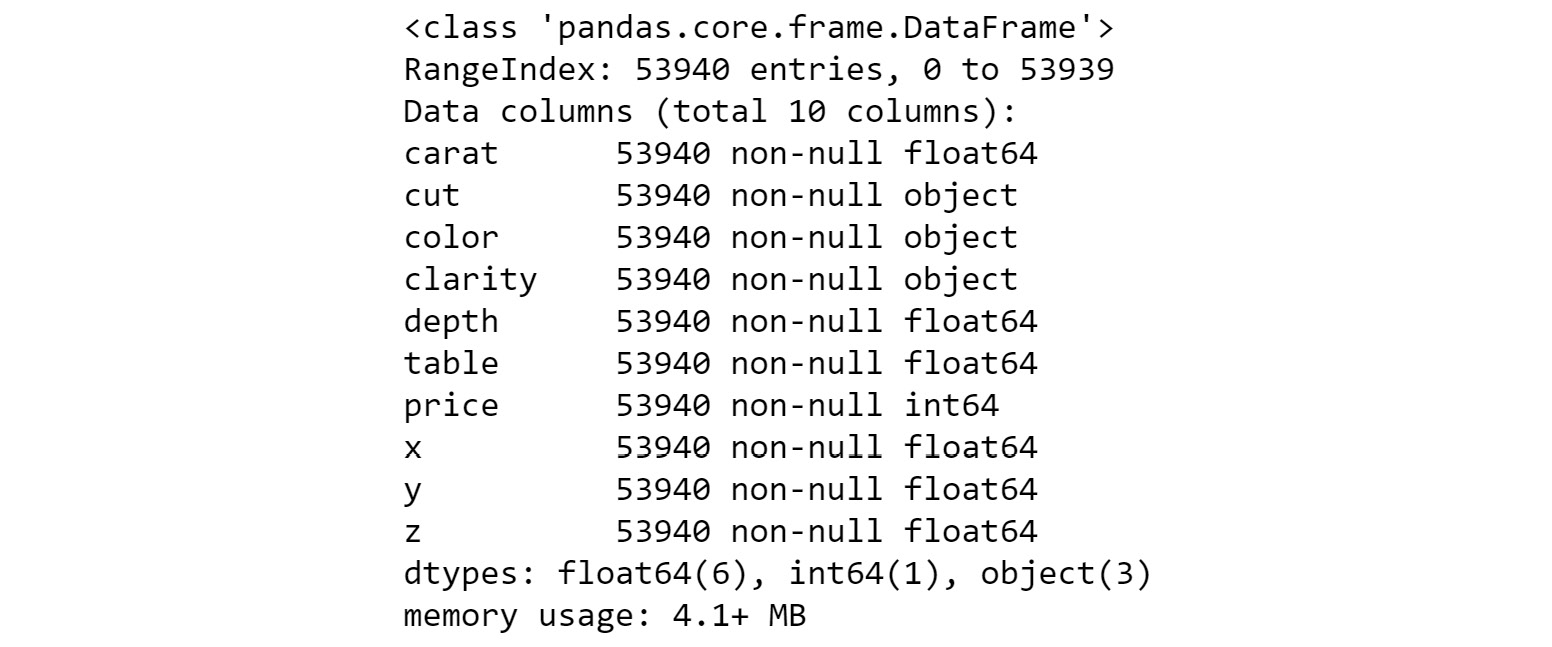 <class 'pandas.core.frame.DataFrame'>
RangeIndex: 53940 entries, 0 to 53939
Data columns (total 10 columns):
carat      53940 non-null float64
cut        53940 non-null object
color      53940 non-null object
clarity    53940 non-null object
depth      53940 non-null float64
table      53940 non-null float64
price      53940 non-null int64
x          53940 non-null float64
y          53940 non-null float64
z          53940 non-null float64
dtypes: float64(6), int64(1), object(3)
memory usage: 4.1+ MB